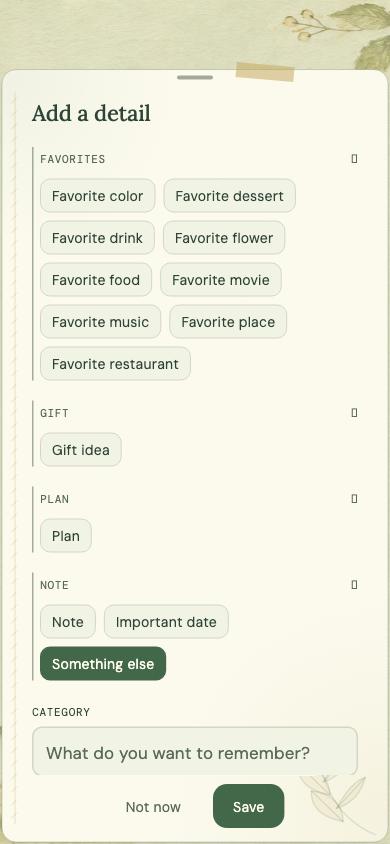 Add a detail
FAVORITES
Favorite color
Favorite dessert
Favorite drink
Favorite flower
Favorite food
Favorite movie
Favorite music
Favorite place
Favorite restaurant
GIFT
Gift idea
PLAN
Plan
NOTE
Note
Important date
Something else
CATEGORY
What do you want to remember?
Not now
Save